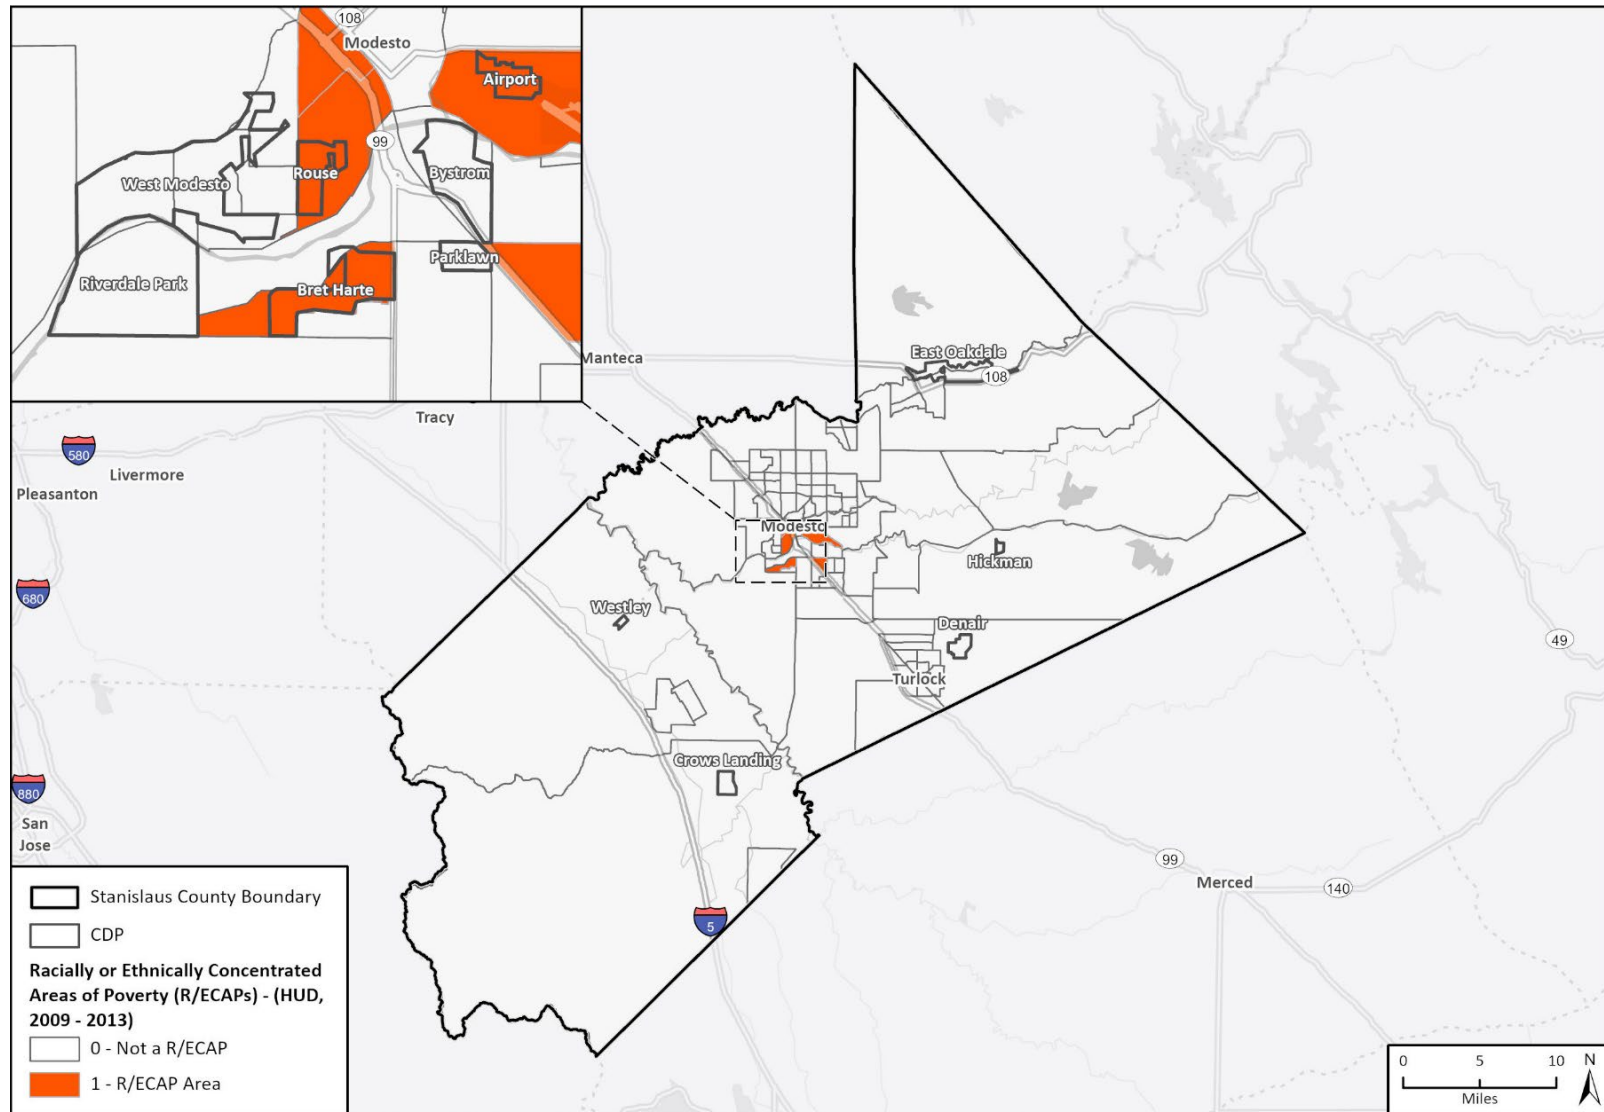 108
Modesto
Airport
99
West Modesto
Rouse
Bystrom
Parklawn
Riverdale Park
Bret Harte
Manteca
East Oakdale
108
Tracy
580
Livermore
Pleasanton
Modesto
Hickman
680
Westley
Denair
49
Turlock
Crows Landing
880
San
Jose
99
Merced
140
5
Stanislaus County Boundary
CDP
Racially or Ethnically Concentrated
Areas of Poverty (R/ECAPs) - (HUD,
2009 - 2013)
0 - Not a R/ECAP
1 - R/ECAP Area
0 5 10 N
Miles